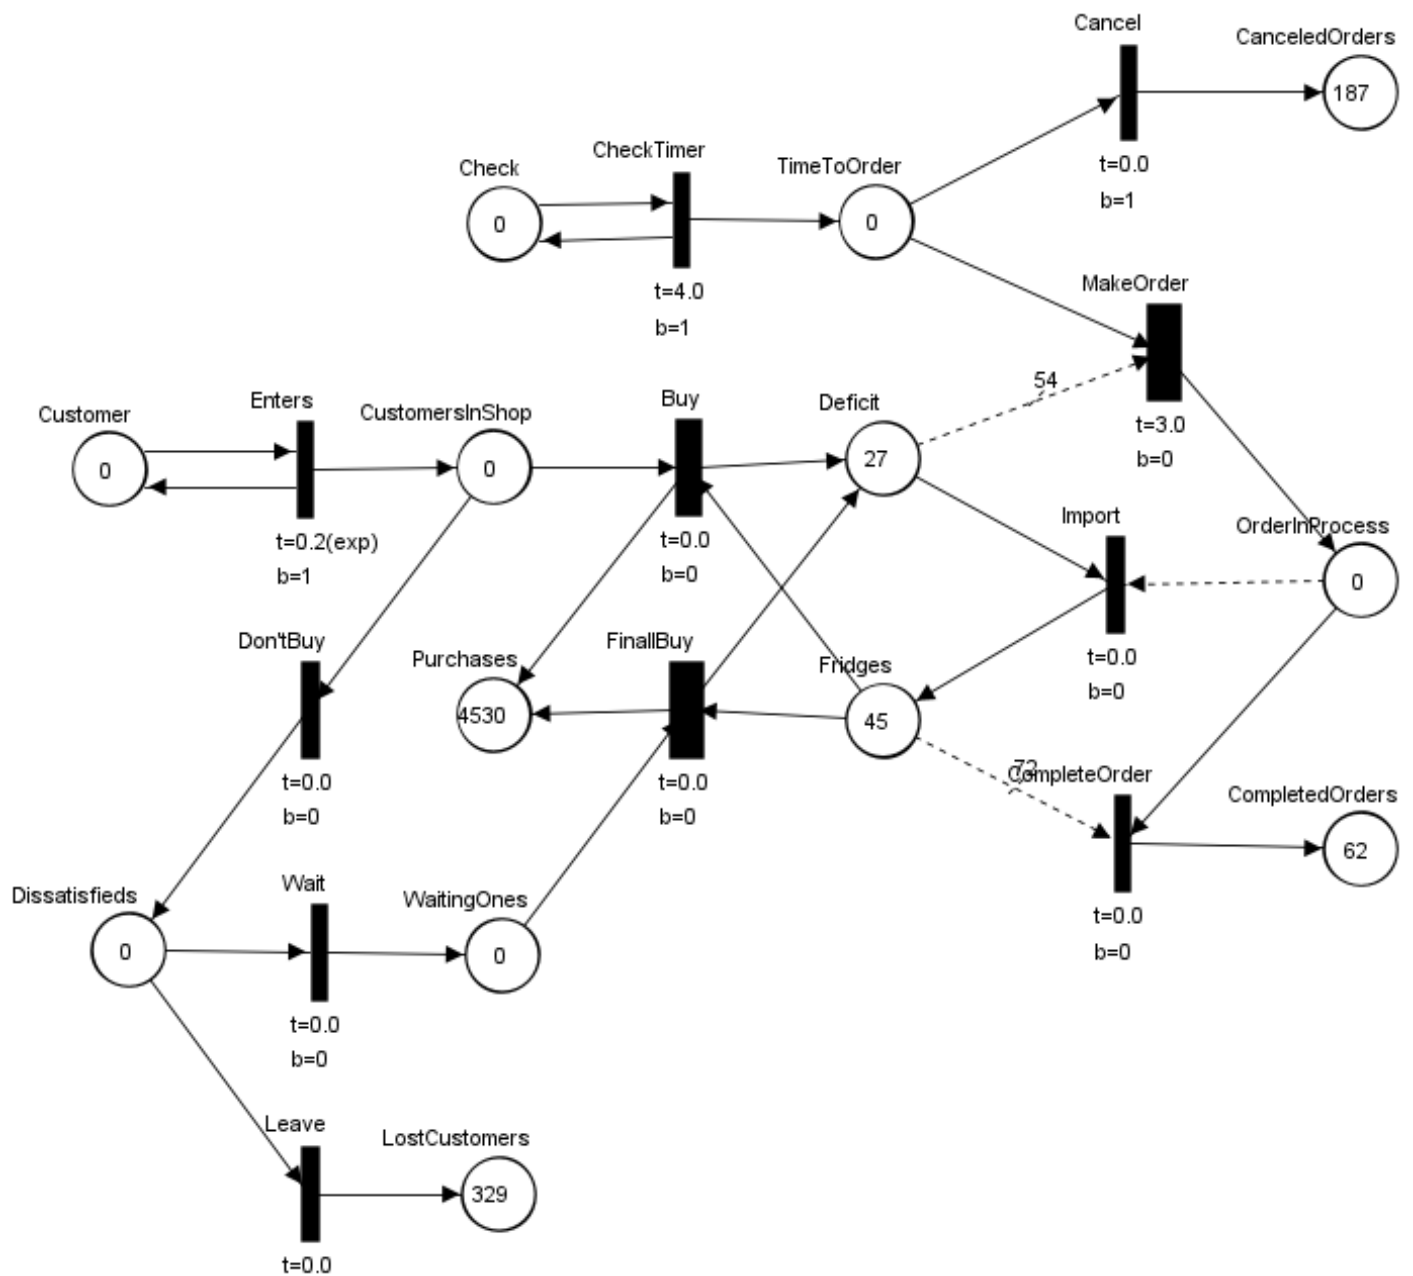 Cancel
CanceledOrders
187
CheckTimer
Check
TimeToOrder
0
0
t=0.0
b=1
t=4.0
b=1
MakeOrder
54
t=3.0
b=0
Customer
Enters
CustomersInShop
Buy
Deficit
0
0
27
t=0.2(exp)
b=1
t=0.0
b=0
Import
OrderInProcess
0
t=0.0
b=0
Don'tBuy
Purchases
FinallBuy
Fridges
4530
45
t=0.0
b=0
t=0.0
b=0
72
CompleteOrder
CompletedOrders
62
t=0.0
b=0
Dissatisfieds
Wait
WaitingOnes
0
0
t=0.0
b=0
Leave
LostCustomers
329
t=0.0